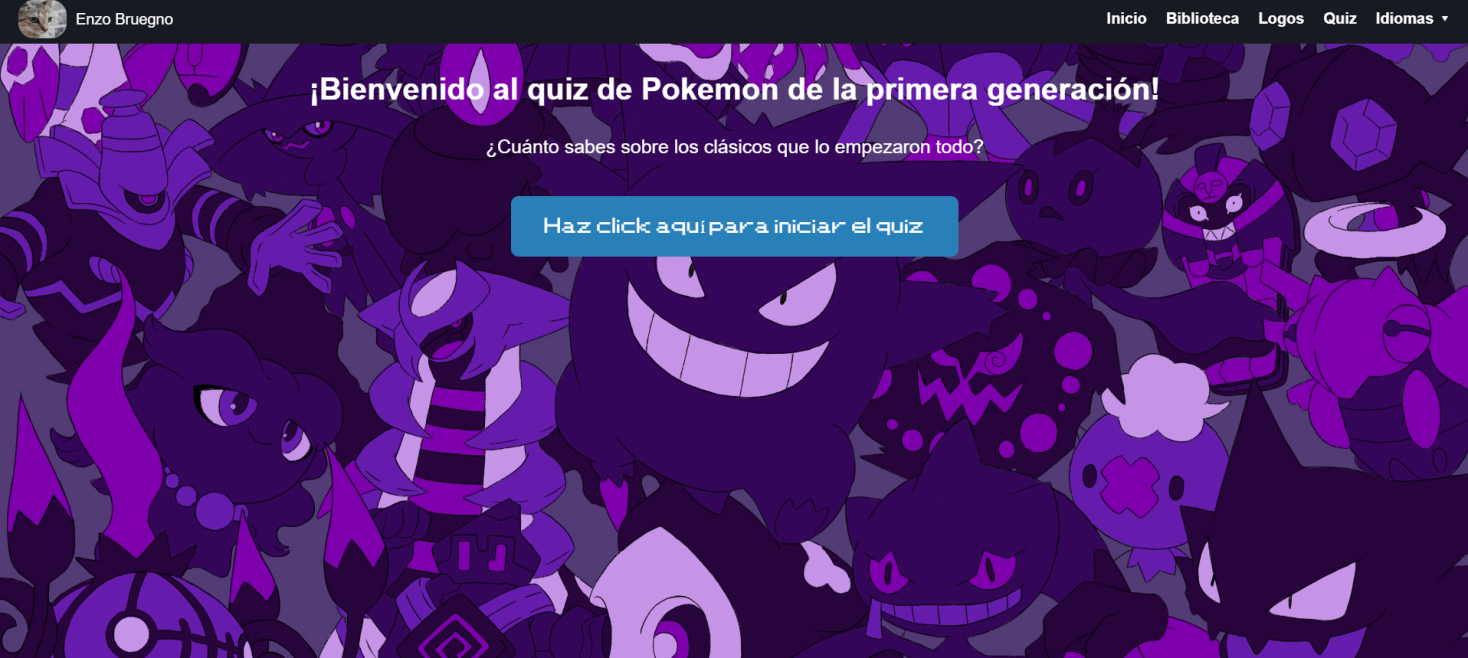 Enzo Bruegno
Inicio Biblioteca Logos Quiz Idiomas
¡Bienvenido al quiz de Pokemon de la primera generación!
¿Cuánto sabes sobre los clásicos que lo empezaron todo?
Haz click aquí para iniciar el quiz